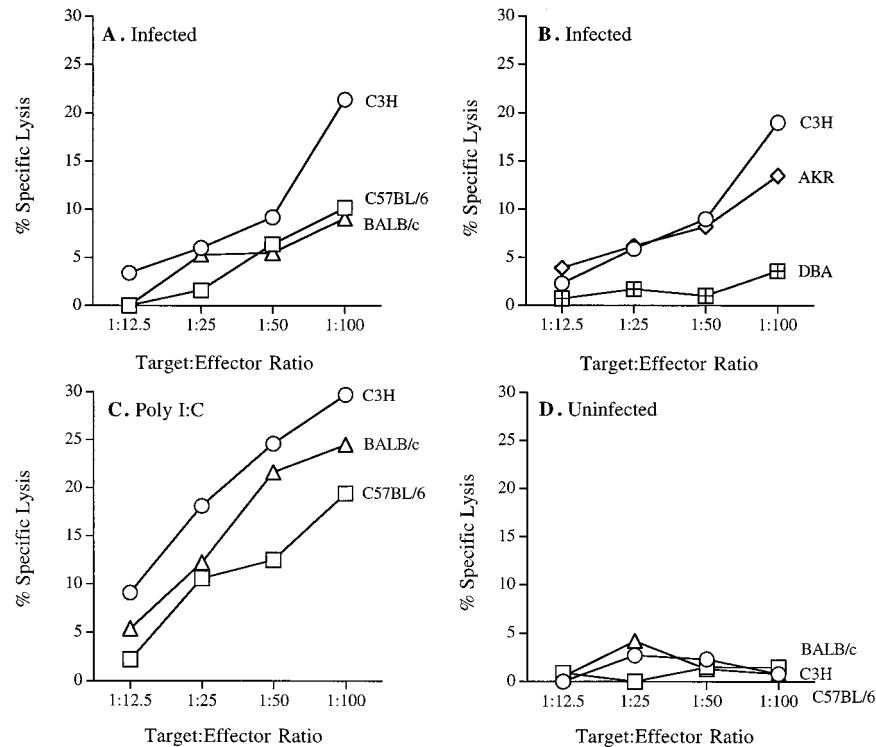 A. Infected
% Specific Lysis
30
25
20
15
10
5
0
C3H
C57BL/6
BALB/c
1:12.5 1:25 1:50 1:100
Target:Effector Ratio
B. Infected
% Specific Lysis
30
25
20
15
10
5
0
C3H
AKR
DBA
1:12.5 1:25 1:50 1:100
Target:Effector Ratio
C. Poly I:C
% Specific Lysis
30
25
20
15
10
5
0
C3H
BALB/c
C57BL/6
1:12.5 1:25 1:50 1:100
Target:Effector Ratio
D. Uninfected
% Specific Lysis
30
25
20
15
10
5
0
BALB/c
C3H
C57BL/6
1:12.5 1:25 1:50 1:100
Target:Effector Ratio